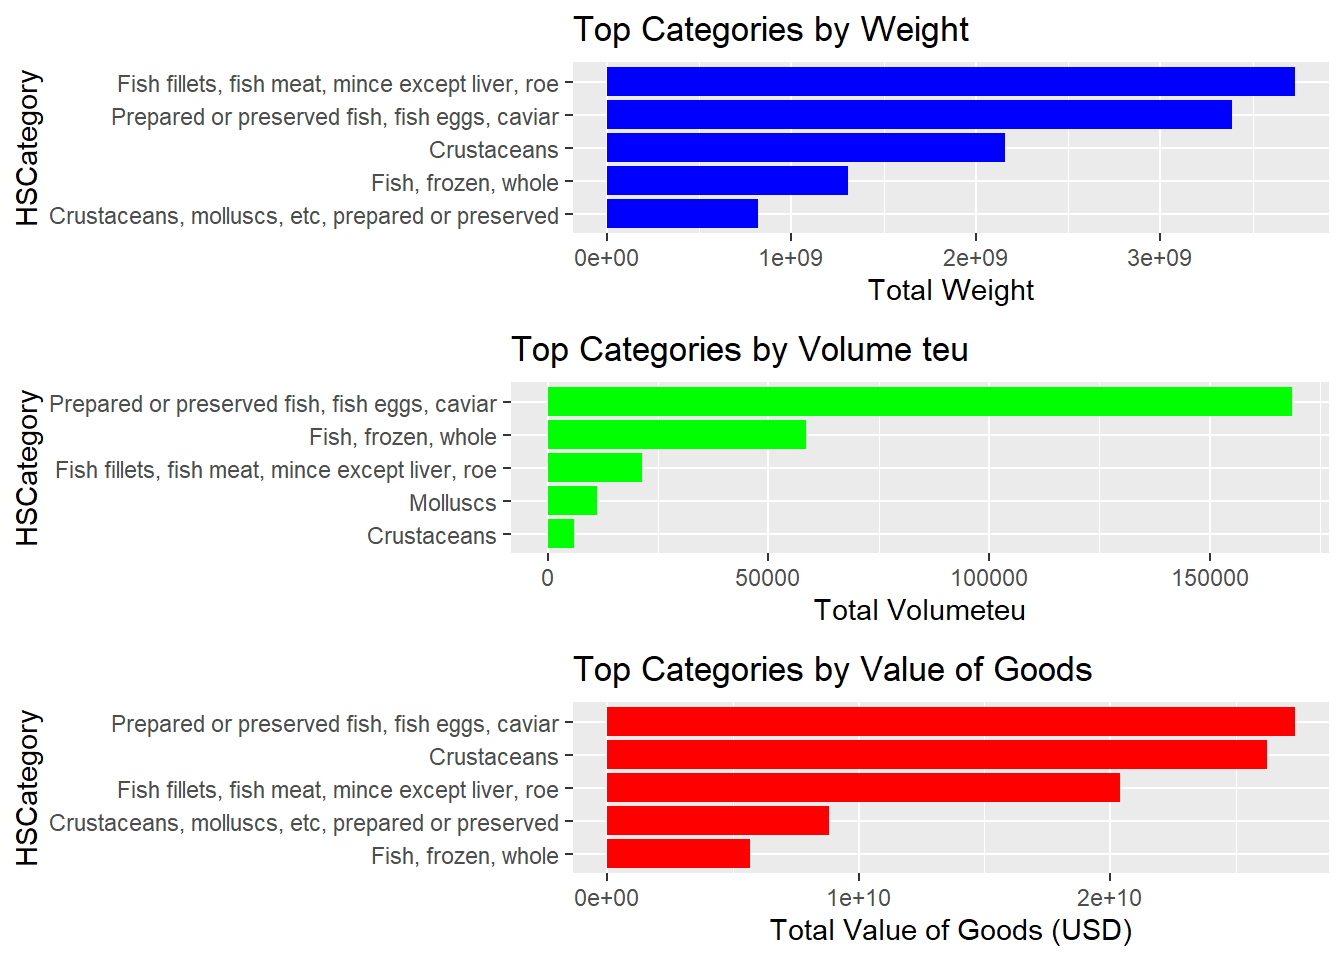 Top Categories by Weight
HSCategory
Fish fillets, fish meat, mince except liver, roe
Prepared or preserved fish, fish eggs, caviar
Crustaceans
Fish, frozen, whole
Crustaceans, molluscs, etc, prepared or preserved
0e+00 1e+09 2e+09 3e+09
Total Weight
Top Categories by Volume teu
HSCategory
Prepared or preserved fish, fish eggs, caviar
Fish, frozen, whole
Fish fillets, fish meat, mince except liver, roe
Molluscs
Crustaceans
0 50000 100000 150000
Total Volumeteu
Top Categories by Value of Goods
HSCategory
Prepared or preserved fish, fish eggs, caviar
Crustaceans
Fish fillets, fish meat, mince except liver, roe
Crustaceans, molluscs, etc, prepared or preserved
Fish, frozen, whole
0e+00 1e+10 2e+10
Total Value of Goods (USD)